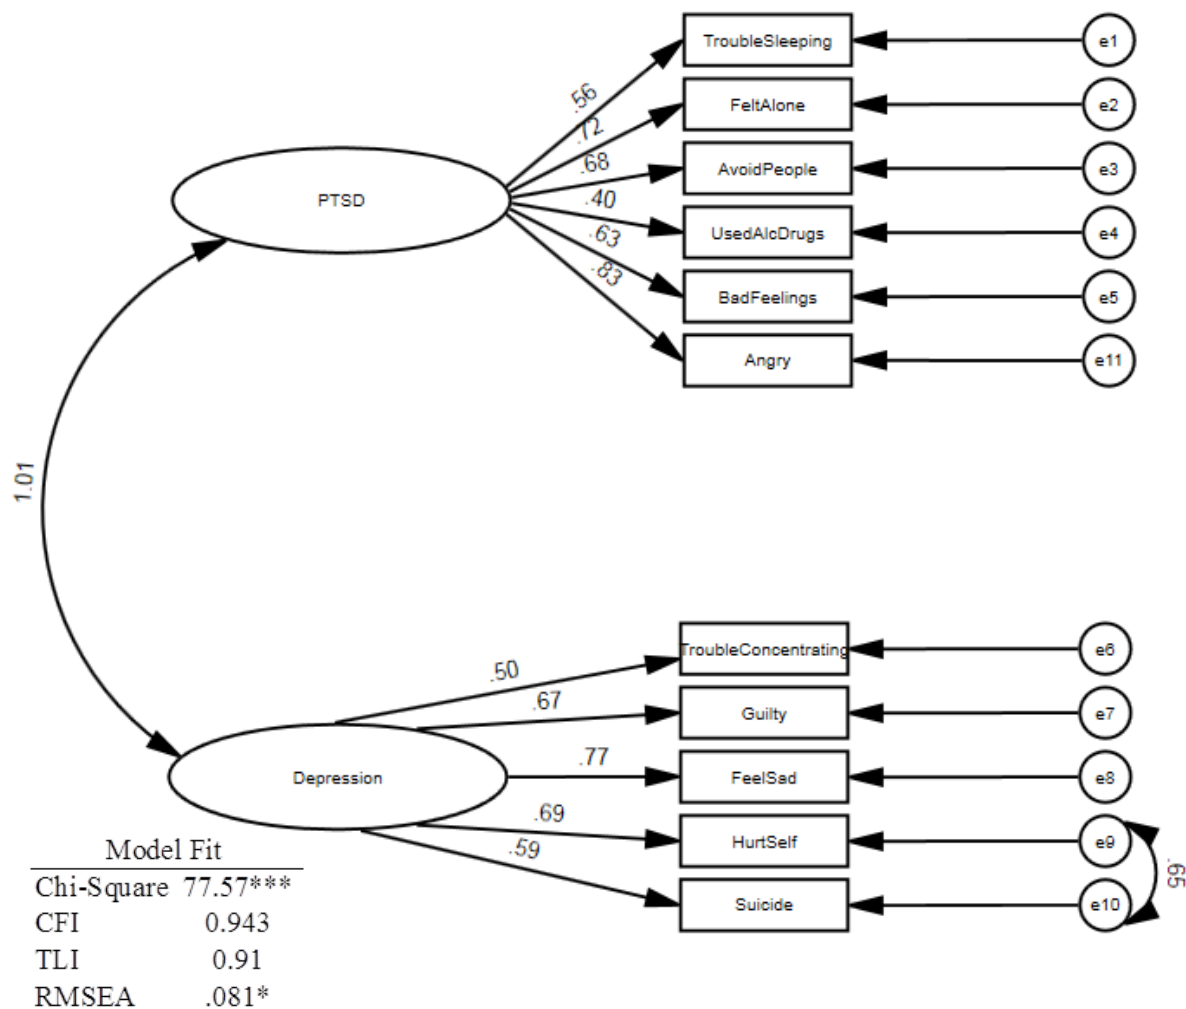 TroubleSleeping
e1
.56
FeltAlone
e2
.72
AvoidPeople
e3
.68
PTSD
.40
UsedAlcDrugs
e4
.63
BadFeelings
e5
.83
Angry
e11
1.01
TroubleConcentrating
e6
.50
.67
Guilty
e7
.77
Depression
FeelSad
e8
.69
HurtSelf
e9
.59
.65
Suicide
e10
Model Fit
Chi-Square 77.57***
CFI 0.943
TLI 0.91
RMSEA .081*